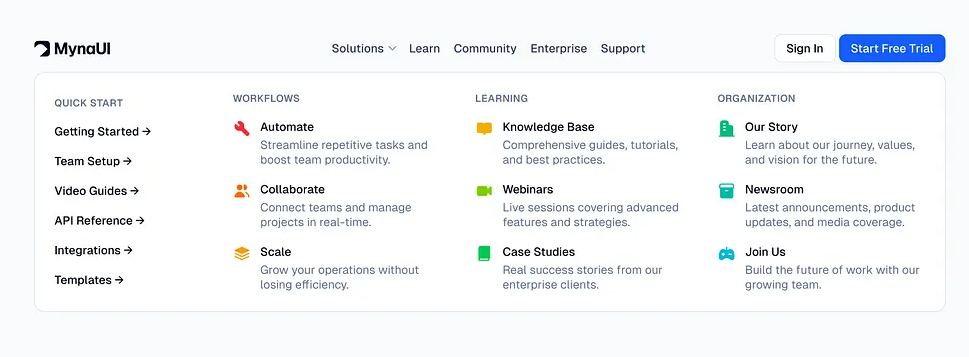 MynaUI
Solutions
Learn
Community
Enterprise
Support
Sign In
Start Free Trial
QUICK START
Getting Started →
Team Setup →
Video Guides →
API Reference →
Integrations →
Templates →
WORKFLOWS
Automate
Streamline repetitive tasks and
boost team productivity.
Collaborate
Connect teams and manage
projects in real-time.
Scale
Grow your operations without
losing efficiency.
LEARNING
Knowledge Base
Comprehensive guides, tutorials,
and best practices.
Webinars
Live sessions covering advanced
features and strategies.
Case Studies
Real success stories from our
enterprise clients.
ORGANIZATION
Our Story
Learn about our journey, values,
and vision for the future.
Newsroom
Latest announcements, product
updates, and media coverage.
Join Us
Build the future of work with our
growing team.